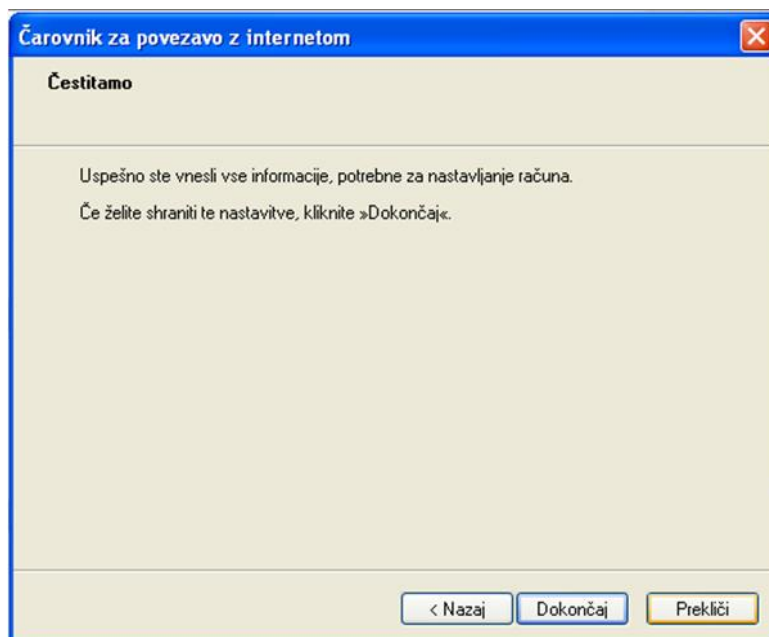 Čarovnik za povezavo z internetom
Čestitamo
Uspešno ste vnesli vse informacije, potrebne za nastavljanje računa.
Če želite shraniti te nastavitve, kliknite »Dokončaj«.
< Nazaj
Dokončaj
Prekliči